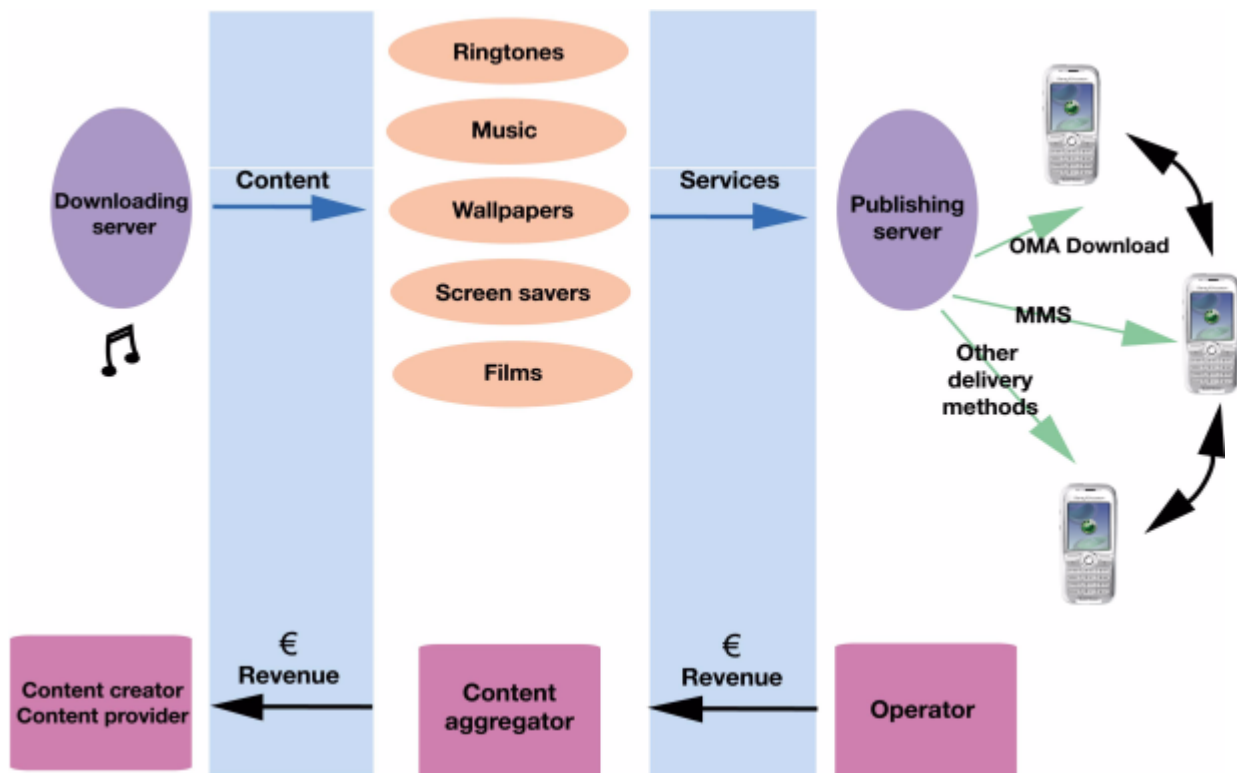 Ringtones
Music
Content
Services
Downloading
server
Wallpapers
Publishing
server
OMA Download
Screen savers
MMS
Films
Other
delivery
methods
€
Revenue
€
Revenue
Content creator
Content provider
Content
aggregator
Operator